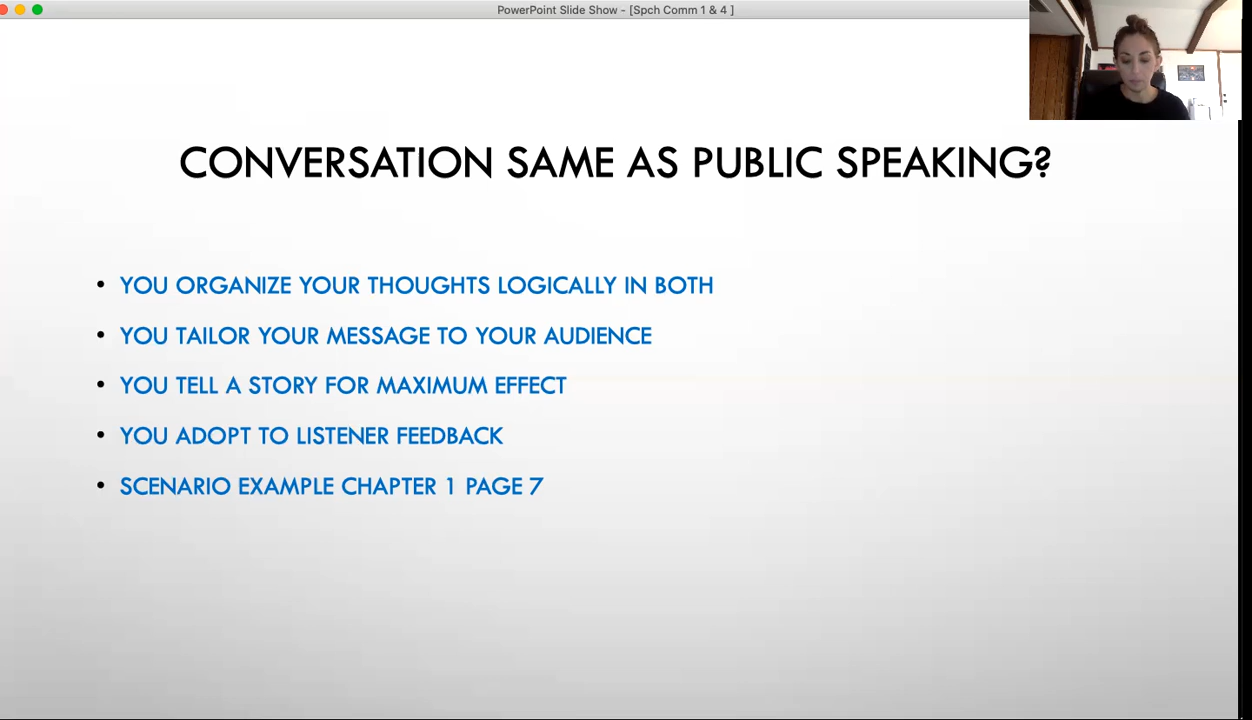 PowerPoint Slide Show - [Spch Comm 1 & 4 ]
CONVERSATION SAME AS PUBLIC SPEAKING?
• YOU ORGANIZE YOUR THOUGHTS LOGICALLY IN BOTH
• YOU TAILOR YOUR MESSAGE TO YOUR AUDIENCE
• YOU TELL A STORY FOR MAXIMUM EFFECT
• YOU ADOPT TO LISTENER FEEDBACK
• SCENARIO EXAMPLE CHAPTER 1 PAGE 7